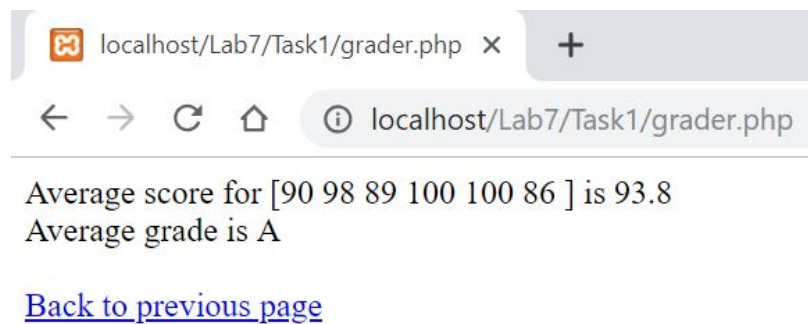 localhost/Lab7/Task1/grader.php
localhost/Lab7/Task1/grader.php
Average score for [90 98 89 100 100 86 ] is 93.8
Average grade is A
Back to previous page